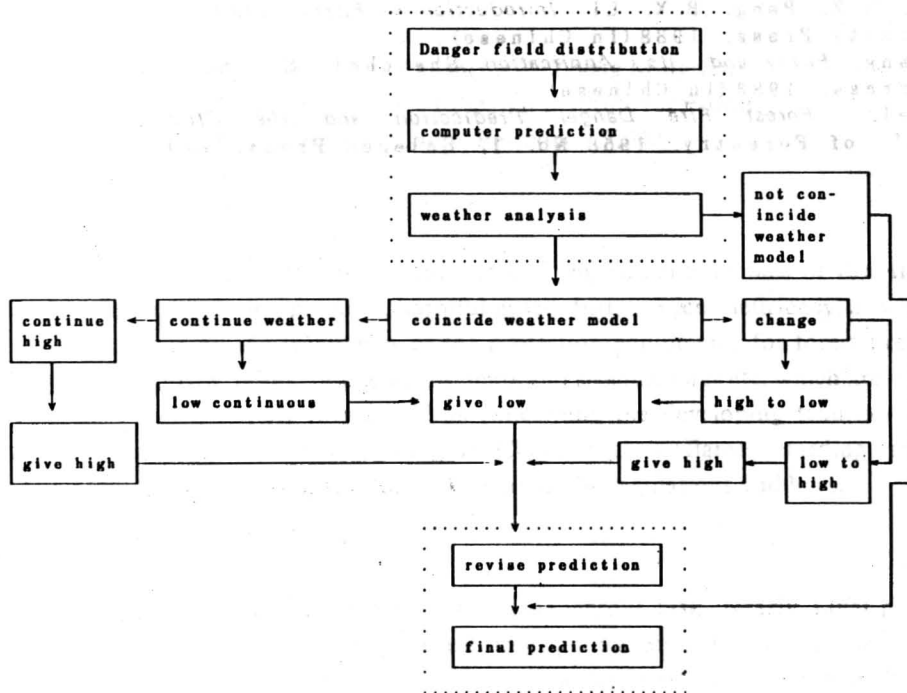 Danger field distribution
computer prediction
weather analysis
not con-
incide
weather
model
continue
high
continue weather
coincide weather model
change
low continuous
give low
high to low
give high
give high
low to
high
revise prediction
final prediction